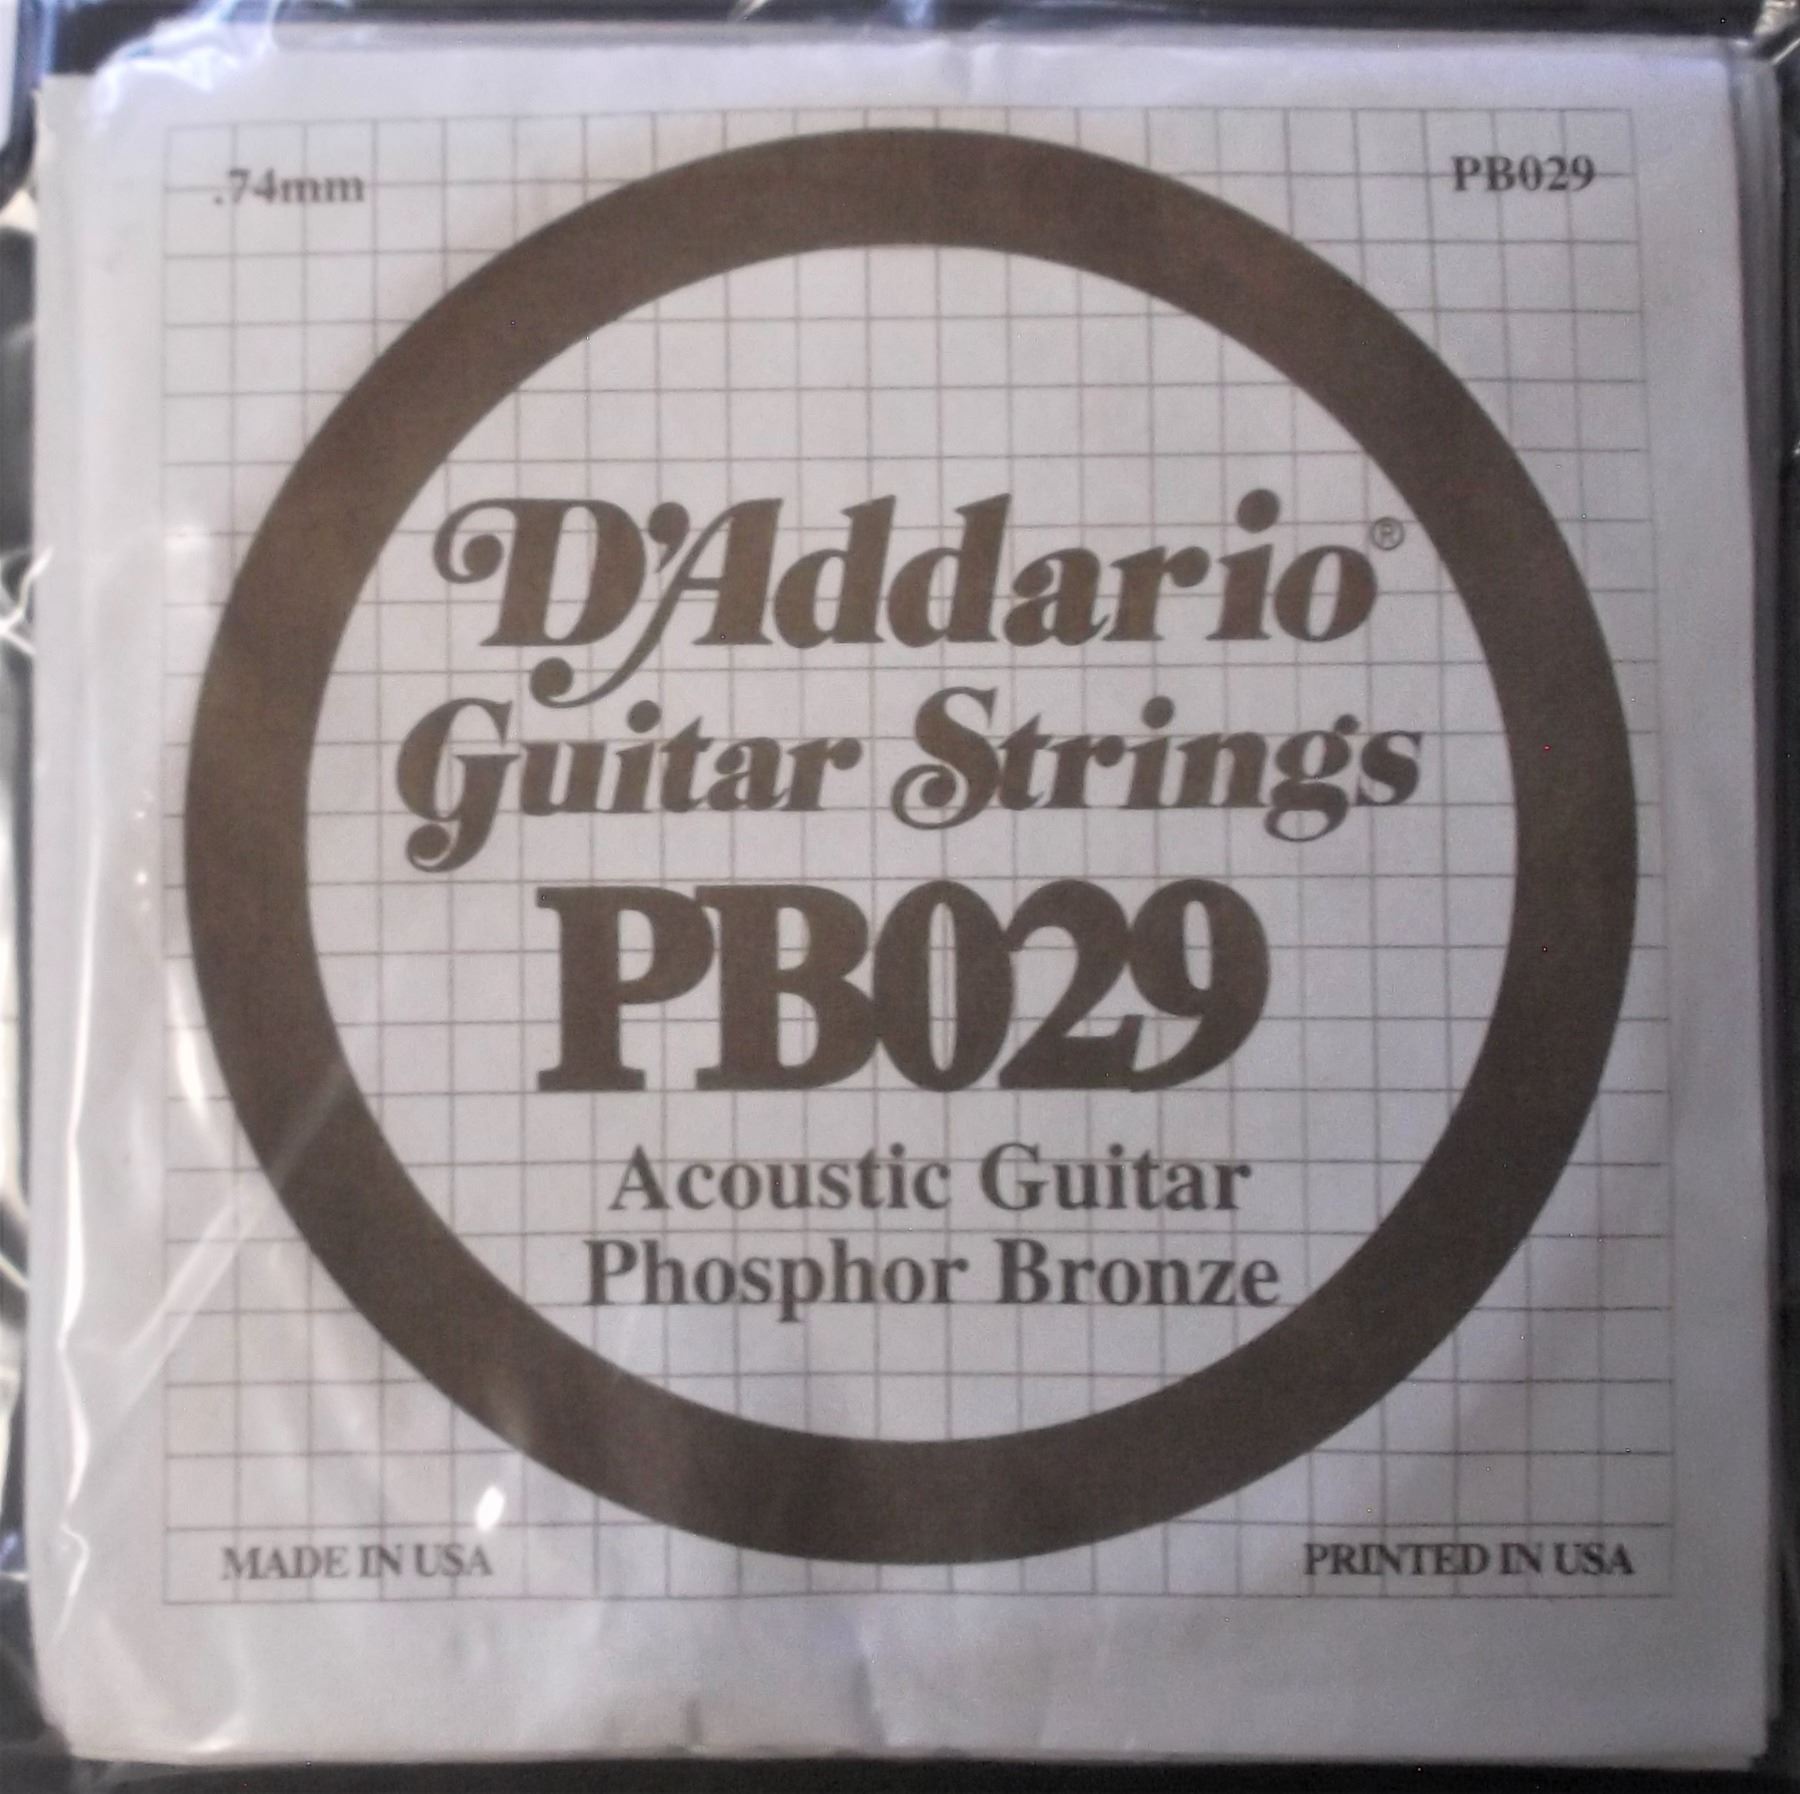 .74mm
PB029
D'Addario®
Guitar Strings
PB029
Acoustic Guitar
Phosphor Bronze
MADE IN USA
PRINTED IN USA